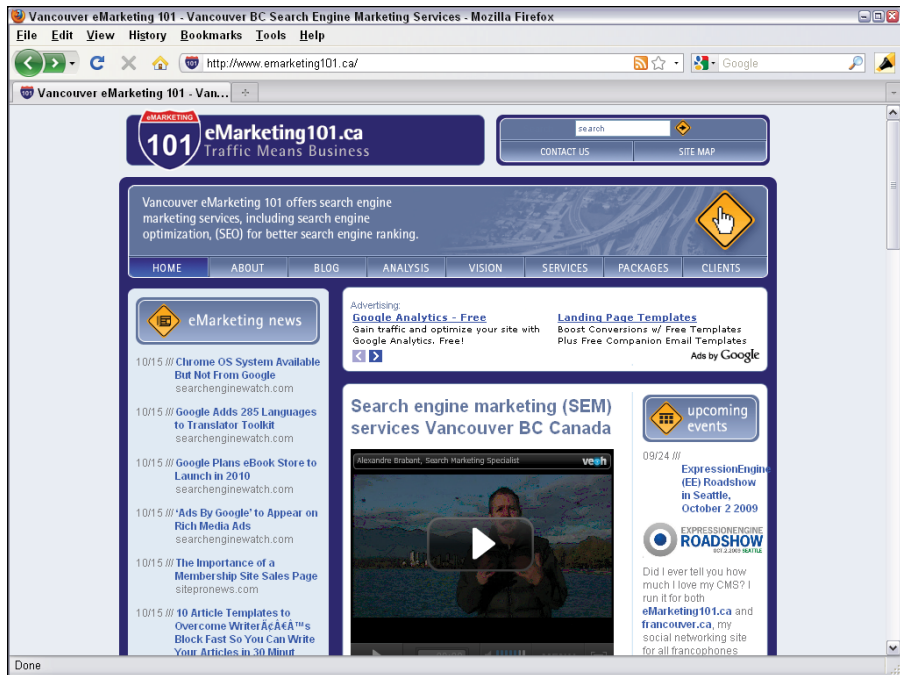 Vancouver eMarketing 101 - Vancouver BC Search Engine Marketing Services - Mozilla Firefox
File Edit View History Bookmarks Tools Help
http://www.emarketing101.ca/
Google
Vancouver eMarketing 101 - Van...
eMARKETING
101
eMarketing101.ca
Traffic Means Business
search
CONTACT US
SITE MAP
Vancouver eMarketing 101 offers search engine
marketing services, including search engine
optimization, (SEO) for better search engine ranking.
HOME ABOUT BLOG ANALYSIS VISION SERVICES PACKAGES CLIENTS
eMarketing news
10/15 /// Chrome OS System Available
But Not From Google
searchenginewatch.com
10/15 /// Google Adds 285 Languages
to Translator Toolkit
searchenginewatch.com
10/15 /// Google Plans eBook Store to
Launch in 2010
searchenginewatch.com
10/15 /// 'Ads By Google' to Appear on
Rich Media Ads
searchenginewatch.com
10/15 /// The Importance of a
Membership Site Sales Page
sitepronews.com
10/15 /// 10 Article Templates to
Overcome WriterÃ¢Â€Â™s
Block Fast So You Can Write
Your Articles in 30 Minut
Advertising:
Google Analytics - Free
Gain traffic and optimize your site with
Google Analytics. Free!
Landing Page Templates
Boost Conversions w/ Free Templates
Plus Free Companion Email Templates
Ads by Google
Search engine marketing (SEM)
services Vancouver BC Canada
Alexandre Brabant, Search Marketing Specialist
veoh
upcoming
events
09/24 ///
ExpressionEngine
(EE) Roadshow
in Seattle,
October 2 2009
EXPRESSIONENGINE
ROADSHOW
OCT.2.2009 SEATTLE
Did I ever tell you how
much I love my CMS? I
run it for both
eMarketing101.ca and
francouver.ca, my
social networking site
for all francophones
Done